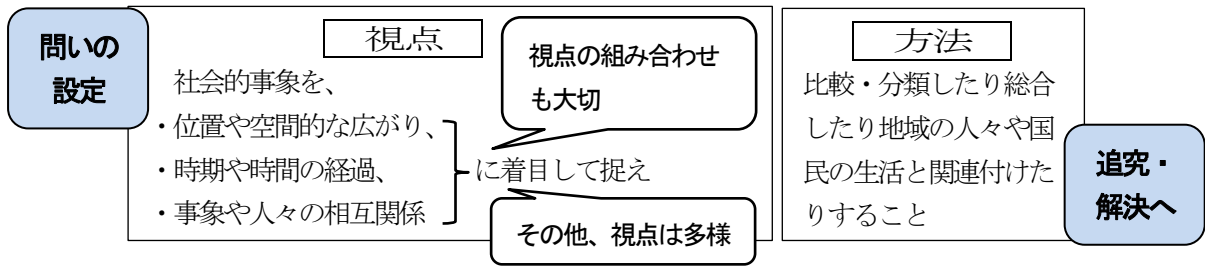 問いの
設定
視点
社会的事象を、
・位置や空間的な広がり、
・時期や時間の経過、
・事象や人々の相互関係
に着目して捉え
視点の組み合わせ
も大切
その他、視点は多様
方法
比較・分類したり総合
したり地域の人々や国
民の生活と関連付けた
りすること
追究・
解決へ